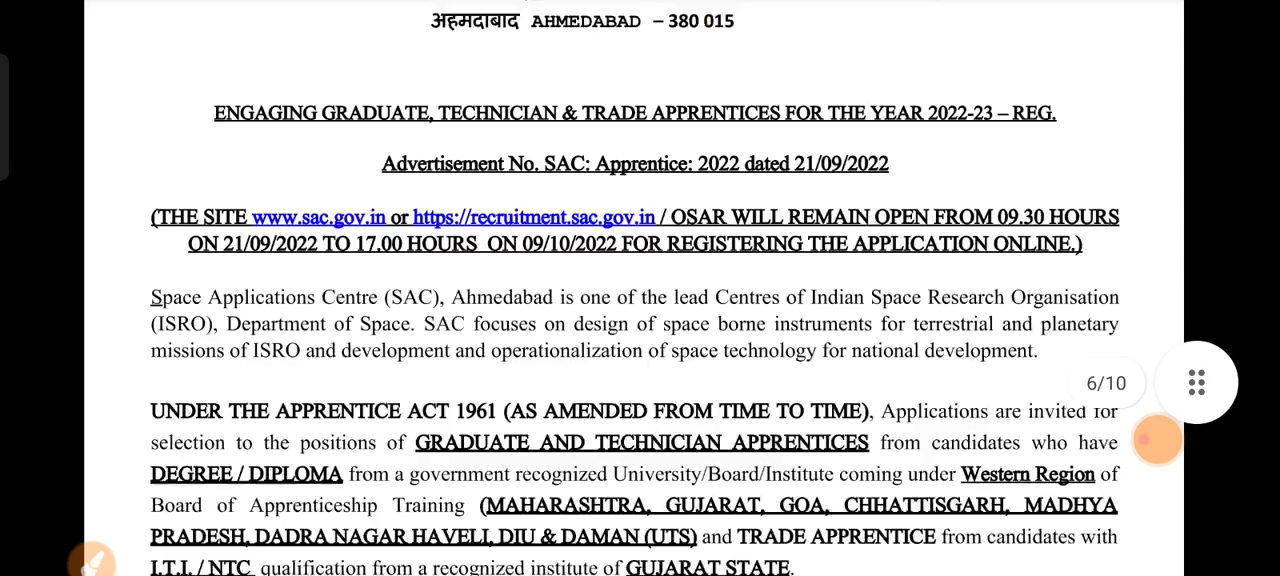 अहमदाबाद AHMEDABAD – 380 015
ENGAGING GRADUATE, TECHNICIAN & TRADE APPRENTICES FOR THE YEAR 2022-23 – REG.
Advertisement No. SAC: Apprentice: 2022 dated 21/09/2022
(THE SITE www.sac.gov.in or https://recruitment.sac.gov.in / OSAR WILL REMAIN OPEN FROM 09.30 HOURS
ON 21/09/2022 TO 17.00 HOURS ON 09/10/2022 FOR REGISTERING THE APPLICATION ONLINE.)
Space Applications Centre (SAC), Ahmedabad is one of the lead Centres of Indian Space Research Organisation
(ISRO), Department of Space. SAC focuses on design of space borne instruments for terrestrial and planetary
missions of ISRO and development and operationalization of space technology for national development.
6/10
UNDER THE APPRENTICE ACT 1961 (AS AMENDED FROM TIME TO TIME), Applications are invited for
selection to the positions of GRADUATE AND TECHNICIAN APPRENTICES from candidates who have
DEGREE / DIPLOMA from a government recognized University/Board/Institute coming under Western Region of
Board of Apprenticeship Training (MAHARASHTRA, GUJARAT, GOA, CHHATTISGARH, MADHYA
PRADESH, DADRA NAGAR HAVELI, DIU & DAMAN (UTS) and TRADE APPRENTICE from candidates with
I.T.I. / NTC qualification from a recognized institute of GUJARAT STATE.